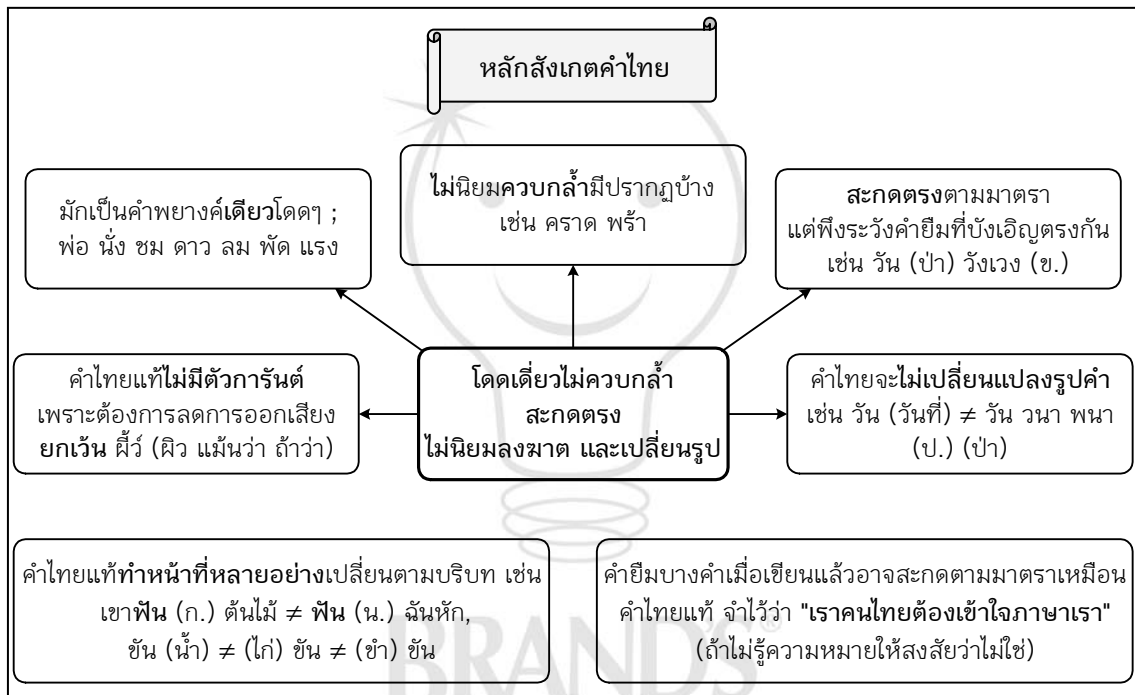 หลักสังเกตคำไทย
มักเป็นคำพยางค์เดียวโดดๆ ;
พ่อ นั่ง ชม ดาว ลม พัด แรง
ไม่นิยมควบกล้ำมีปรากฏบ้าง
เช่น คราด พร้า
สะกดตรงตามมาตรา
แต่พึงระวังคำยืมที่บังเอิญตรงกัน
เช่น วัน (ป่า) วังเวง (ข.)
คำไทยแท้ไม่มีตัวการันต์
เพราะต้องการลดการออกเสียง
ยกเว้น ผี้ว์ (ผิว แม้นว่า ถ้าว่า)
โดดเดี่ยวไม่ควบกล้ำ
สะกดตรง
ไม่นิยมลงฆาต และเปลี่ยนรูป
คำไทยจะไม่เปลี่ยนแปลงรูปคำ
เช่น วัน (วันที่) ≠ วัน วนา พนา
(ป.) (ป่า)
คำไทยแท้ทำหน้าที่หลายอย่างเปลี่ยนตามบริบท เช่น
เขาฟัน (ก.) ต้นไม้ ≠ ฟัน (น.) ฉันหัก,
ขัน (น้ำ) ≠ (ไก่) ขัน ≠ (ขำ) ขัน
คำยืมบางคำเมื่อเขียนแล้วอาจสะกดตามมาตราเหมือน
คำไทยแท้ จำไว้ว่า "เราคนไทยต้องเข้าใจภาษาเรา"
(ถ้าไม่รู้ความหมายให้สงสัยว่าไม่ใช่)
BRAND'S®